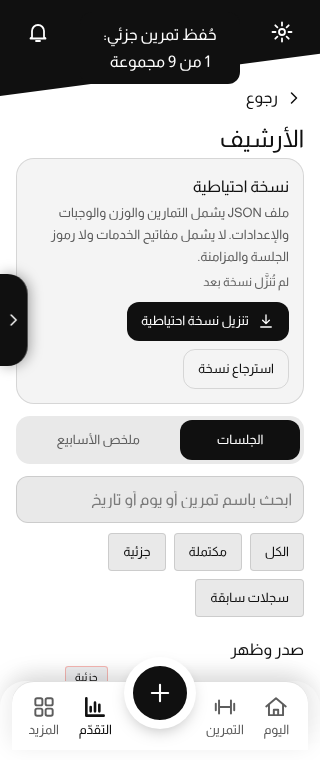 حُفظ تمرين جزئي:
1 من 9 مجموعة
رجوع
الأرشيف
نسخة احتياطية
ملف JSON يشمل التمارين والوزن والوجبات
والإعدادات. لا يشمل مفاتيح الخدمات ولا رموز
الجلسة والمزامنة.
لم تُنزَّل نسخة بعد
تنزيل نسخة احتياطية
استرجاع نسخة
الجلسات
ملخص الأسابيع
ابحث باسم تمرين أو يوم أو تاريخ
الكل
مكتملة
جزئية
سجلات سابقة
صدر وظهر
جزئية
اليوم
التمرين
التقدّم
المزيد